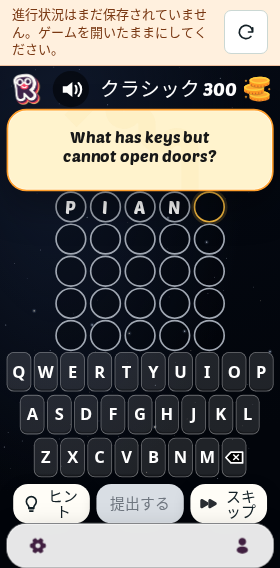 進行状況はまだ保存されていませ
ん。ゲームを開いたままにしてく
ださい。
クラシック 300
What has keys but
cannot open doors?
P I A N
Q W E R T Y U I O P
A S D F G H J K L
Z X C V B N M
ヒン
ト
提出する
スキ
ップ